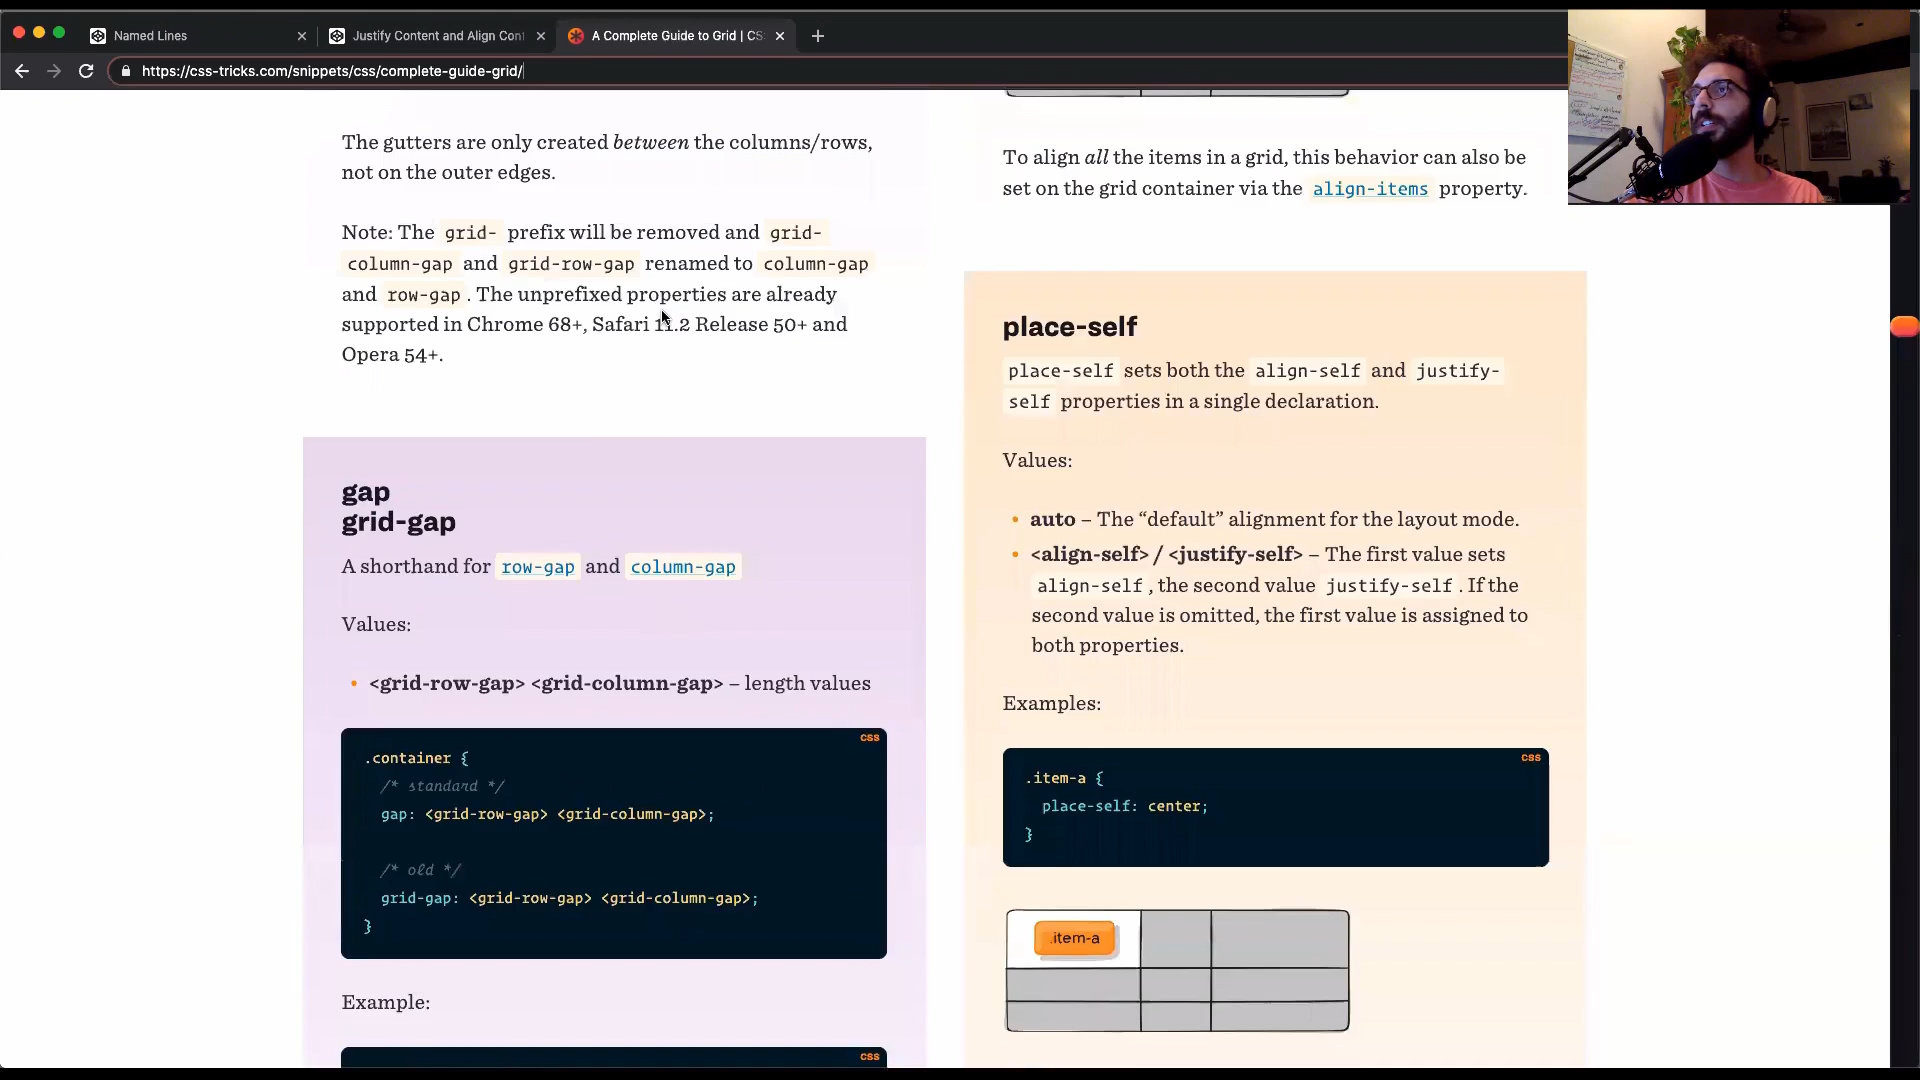 Named Lines
Justify Content and Align Con
A Complete Guide to Grid | CS
https://css-tricks.com/snippets/css/complete-guide-grid/
The gutters are only created between the columns/rows,
not on the outer edges.
Note: The grid- prefix will be removed and grid-
column-gap and grid-row-gap renamed to column-gap
and row-gap . The unprefixed properties are already
supported in Chrome 68+, Safari 11.2 Release 50+ and
Opera 54+.
gap
grid-gap
A shorthand for row-gap and column-gap
Values:
• <grid-row-gap> <grid-column-gap> – length values
css
.container {
/* standard */
gap: <grid-row-gap> <grid-column-gap>;
/* old */
grid-gap: <grid-row-gap> <grid-column-gap>;
}
Example:
css
To align all the items in a grid, this behavior can also be
set on the grid container via the align-items property.
place-self
place-self sets both the align-self and justify-
self properties in a single declaration.
Values:
• auto – The “default” alignment for the layout mode.
• <align-self> / <justify-self> – The first value sets
align-self , the second value justify-self . If the
second value is omitted, the first value is assigned to
both properties.
Examples:
css
.item-a {
place-self: center;
}
.item-a